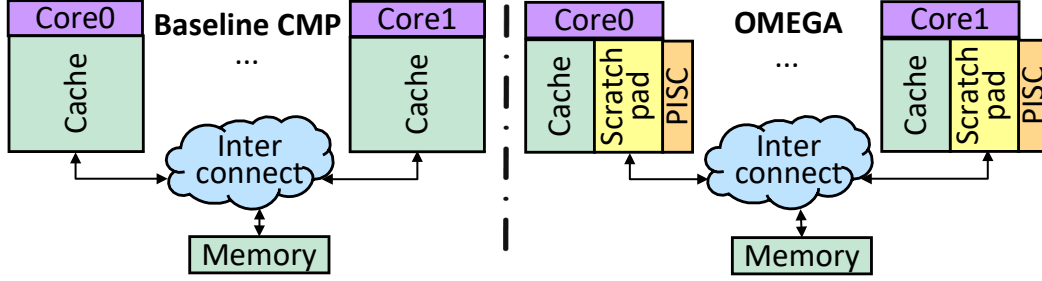 Core0
Baseline CMP
Core1
Cache
...
Cache
Inter
connect
Memory
Core0
OMEGA
Core1
Cache
Scratch
pad
PISC
...
Cache
Scratch
pad
PISC
Inter
connect
Memory